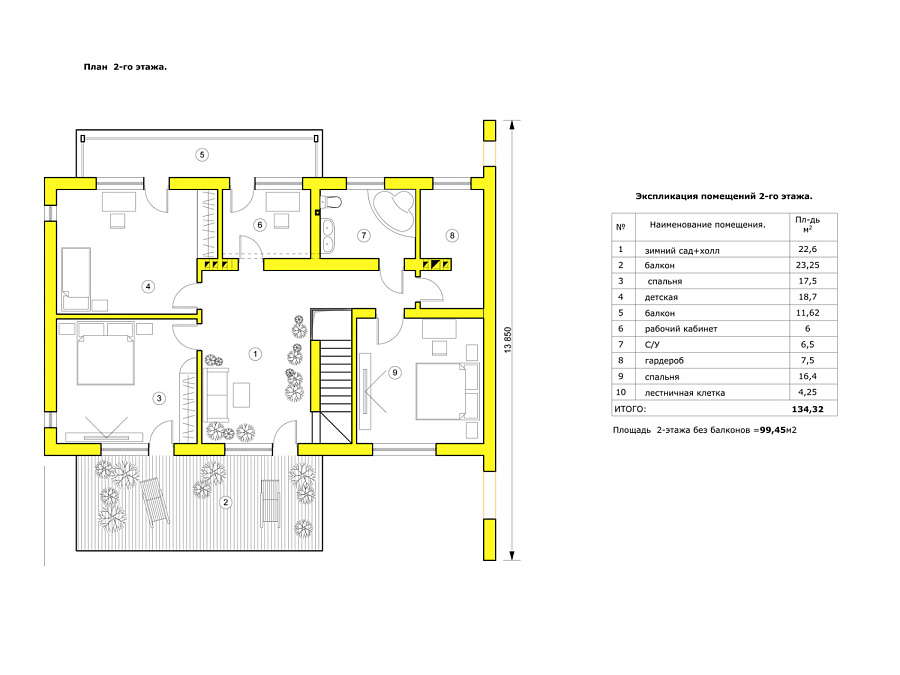 План 2-го этажа.
5
6
7
8
4
1
3
9
2
13 850
Экспликация помещений 2-го этажа.
№ Наименование помещения. Пл-дь м2
1 зимний сад+холл 22,6
2 балкон 23,25
3 спальня 17,5
4 детская 18,7
5 балкон 11,62
6 рабочий кабинет 6
7 С/У 6,5
8 гардероб 7,5
9 спальня 16,4
10 лестничная клетка 4,25
ИТОГО: 134,32
Площадь 2-этажа без балконов =99,45м2